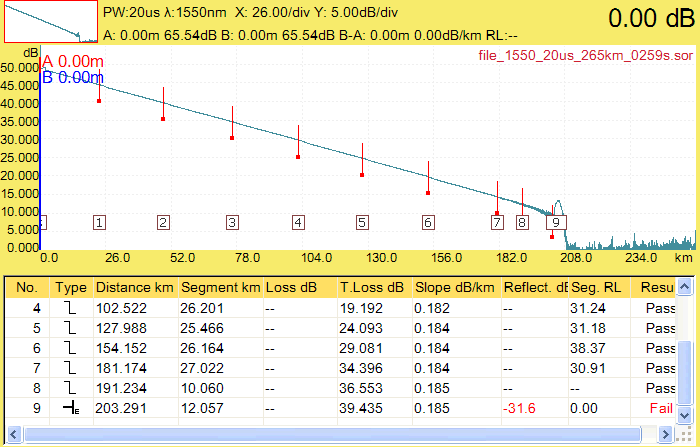 PW:20us λ:1550nm X: 26.00/div Y: 5.00dB/div
0.00 dB
A: 0.00m 65.54dB B: 0.00m 65.54dB B-A: 0.00m 0.00dB/km RL:--
dB
file_1550_20us_265km_0259s.sor
A 0.00m
50.000
B 0.00m
45.000
40.000
35.000
30.000
25.000
20.000
15.000
10.000
1 2 3 4 5 6 7 8 9
5.000
0.000
0.0 26.0 52.0 78.0 104.0 130.0 156.0 182.0 208.0 234.0 km
No. Type Distance km Segment km Loss dB T.Loss dB Slope dB/km Reflect. dB Seg. RL Resu
4 102.522 26.201 -- 19.192 0.182 -- 31.24 Pass
5 127.988 25.466 -- 24.093 0.184 -- 31.18 Pass
6 154.152 26.164 -- 29.081 0.184 -- 38.37 Pass
7 181.174 27.022 -- 34.396 0.184 -- 30.91 Pass
8 191.234 10.060 -- 36.553 0.185 -- -- Pass
9 E 203.291 12.057 -- 39.435 0.185 -31.6 0.00 Fail